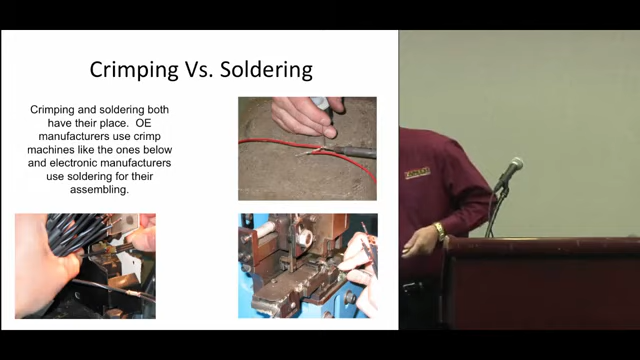 Crimping Vs. Soldering
Crimping and soldering both
have their place. OE
manufacturers use crimp
machines like the ones below
and electronic manufacturers
use soldering for their
assembling.